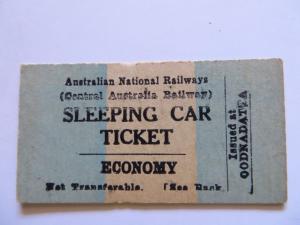 Australian National Railways
(Central Australia Railway)
SLEEPING CAR
TICKET
ECONOMY
Not Transferable. [See Back.
Issued at
OODNADATTA